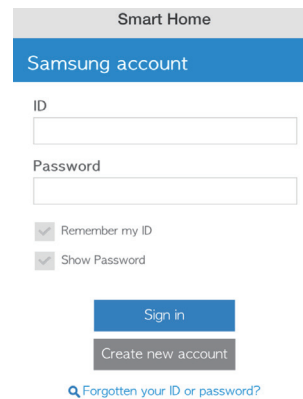 Smart Home
Samsung account
ID
Password
Remember my ID
Show Password
Sign in
Create new account
Forgotten your ID or password?